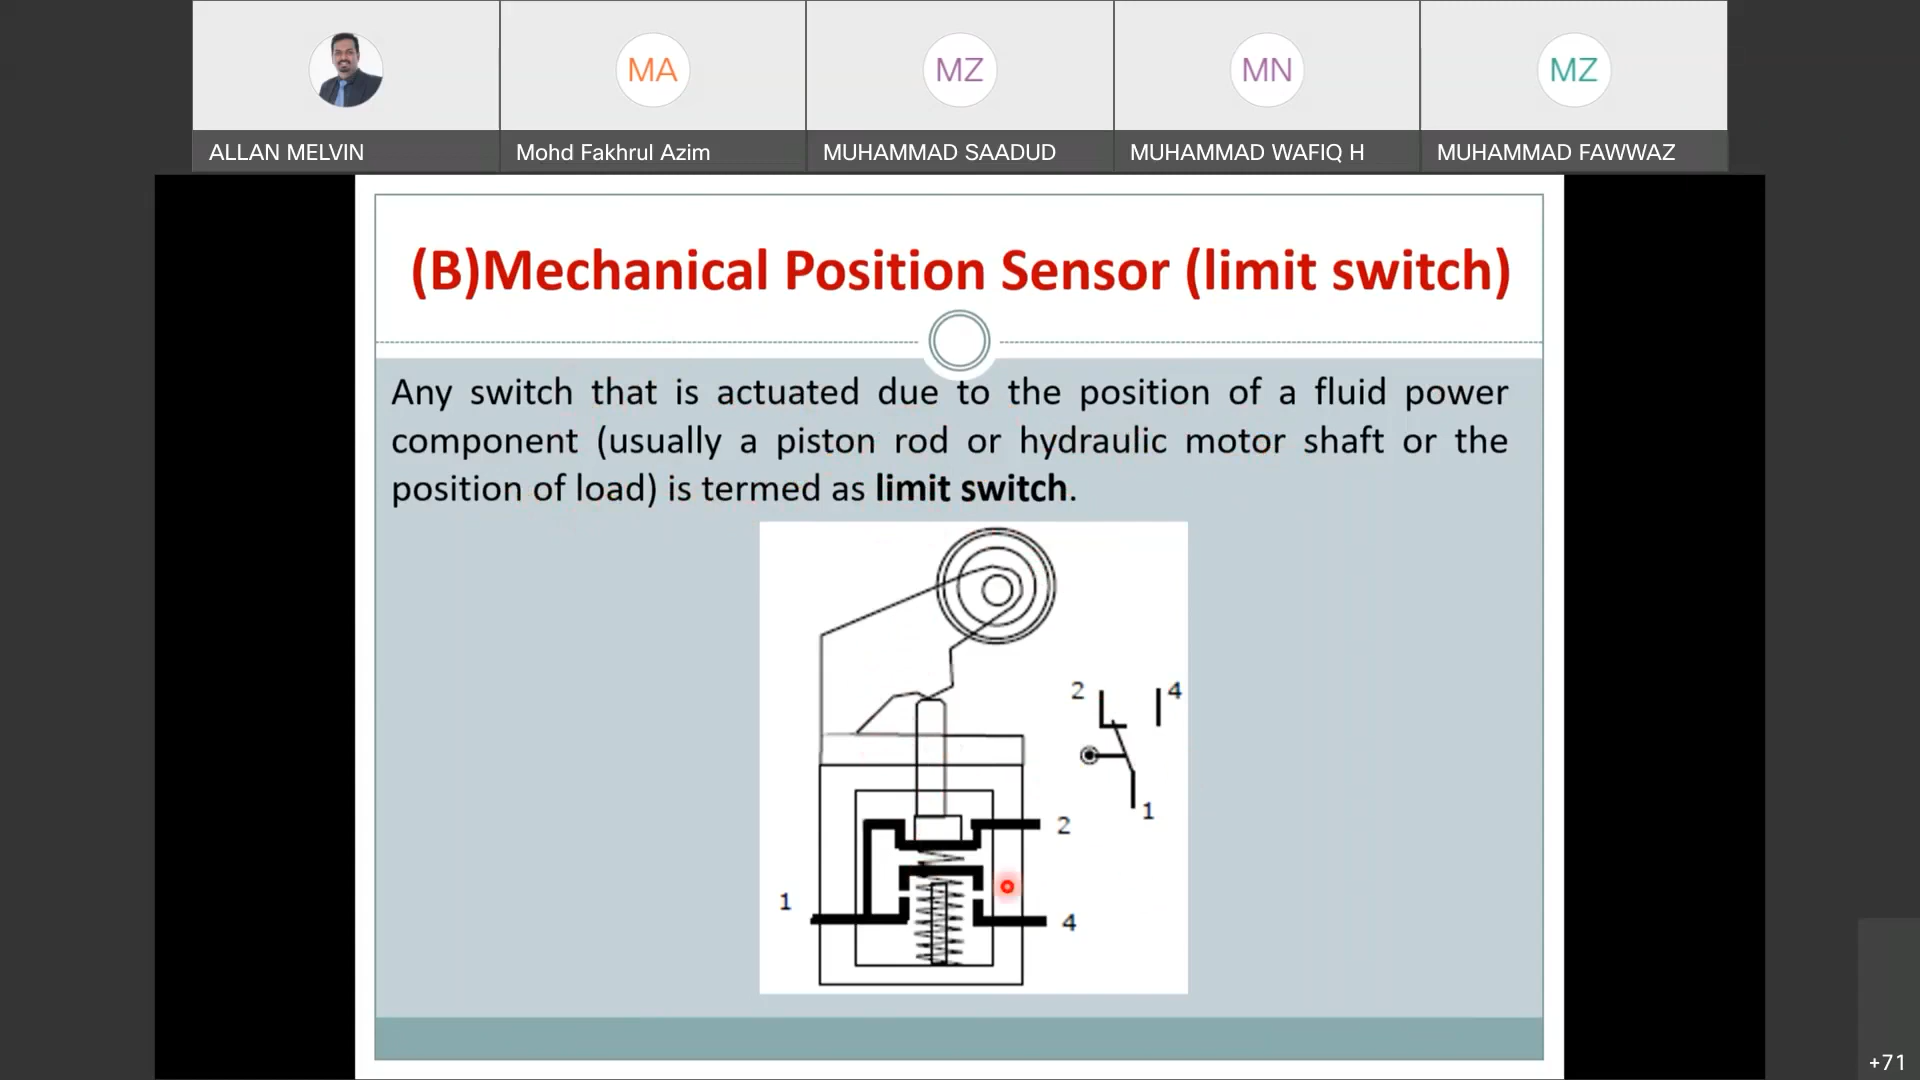 MA
MZ
MN
MZ
ALLAN MELVIN
Mohd Fakhrul Azim
MUHAMMAD SAADUD
MUHAMMAD WAFIQ H
MUHAMMAD FAWWAZ
(B)Mechanical Position Sensor (limit switch)
Any switch that is actuated due to the position of a fluid power
component (usually a piston rod or hydraulic motor shaft or the
position of load) is termed as limit switch.
2
4
1
2
1
4
+71